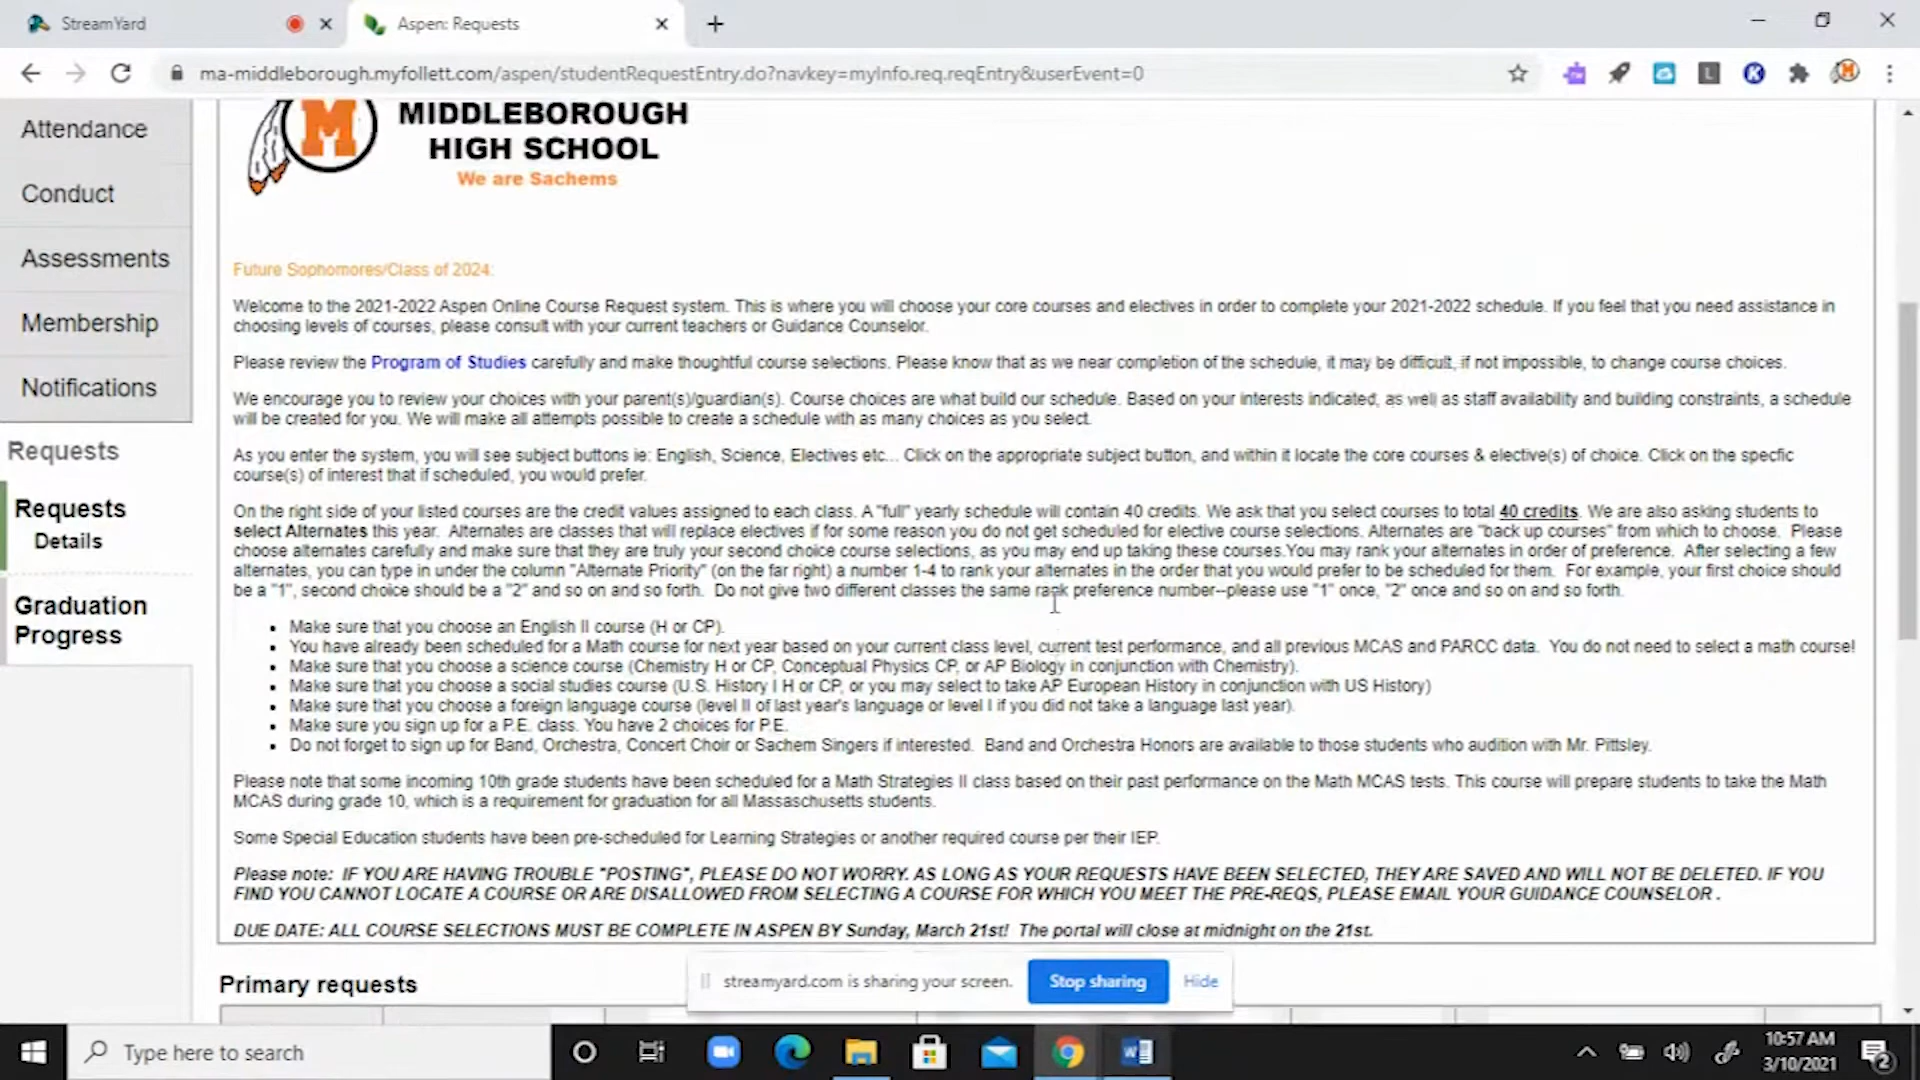 StreamYard
Aspen: Requests
ma-middleborough.myfollett.com/aspen/studentRequestEntry.do?navkey=myInfo.req.reqEntry&userEvent=0
Attendance
Conduct
Assessments
Membership
Notifications
Requests
Requests
Details
Graduation
Progress
M
MIDDLEBOROUGH
HIGH SCHOOL
We are Sachems
Future Sophomores/Class of 2024:
Welcome to the 2021-2022 Aspen Online Course Request system. This is where you will choose your core courses and electives in order to complete your 2021-2022 schedule. If you feel that you need assistance in
choosing levels of courses, please consult with your current teachers or Guidance Counselor.
Please review the Program of Studies carefully and make thoughtful course selections. Please know that as we near completion of the schedule, it may be difficult, if not impossible, to change course choices.
We encourage you to review your choices with your parent(s)/guardian(s). Course choices are what build our schedule. Based on your interests indicated, as well as staff availability and building constraints, a schedule
will be created for you. We will make all attempts possible to create a schedule with as many choices as you select.
As you enter the system, you will see subject buttons ie: English, Science, Electives etc... Click on the appropriate subject button, and within it locate the core courses & elective(s) of choice. Click on the specfic
course(s) of interest that if scheduled, you would prefer.
On the right side of your listed courses are the credit values assigned to each class. A "full" yearly schedule will contain 40 credits. We ask that you select courses to total 40 credits. We are also asking students to
select Alternates this year. Alternates are classes that will replace electives if for some reason you do not get scheduled for elective course selections. Alternates are "back up courses" from which to choose. Please
choose alternates carefully and make sure that they are truly your second choice course selections, as you may end up taking these courses.You may rank your alternates in order of preference. After selecting a few
alternates, you can type in under the column "Alternate Priority" (on the far right) a number 1-4 to rank your alternates in the order that you would prefer to be scheduled for them. For example, your first choice should
be a "1", second choice should be a "2" and so on and so forth. Do not give two different classes the same rank preference number--please use "1" once, "2" once and so on and so forth.
• Make sure that you choose an English II course (H or CP).
• You have already been scheduled for a Math course for next year based on your current class level, current test performance, and all previous MCAS and PARCC data. You do not need to select a math course!
• Make sure that you choose a science course (Chemistry H or CP, Conceptual Physics CP, or AP Biology in conjunction with Chemistry).
• Make sure that you choose a social studies course (U.S. History I H or CP, or you may select to take AP European History in conjunction with US History)
• Make sure that you choose a foreign language course (level II of last year's language or level I if you did not take a language last year).
• Make sure you sign up for a P.E. class. You have 2 choices for P.E.
• Do not forget to sign up for Band, Orchestra, Concert Choir or Sachem Singers if interested. Band and Orchestra Honors are available to those students who audition with Mr. Pittsley.
Please note that some incoming 10th grade students have been scheduled for a Math Strategies II class based on their past performance on the Math MCAS tests. This course will prepare students to take the Math
MCAS during grade 10, which is a requirement for graduation for all Massaschusetts students.
Some Special Education students have been pre-scheduled for Learning Strategies or another required course per their IEP.
Please note: IF YOU ARE HAVING TROUBLE "POSTING", PLEASE DO NOT WORRY. AS LONG AS YOUR REQUESTS HAVE BEEN SELECTED, THEY ARE SAVED AND WILL NOT BE DELETED. IF YOU
FIND YOU CANNOT LOCATE A COURSE OR ARE DISALLOWED FROM SELECTING A COURSE FOR WHICH YOU MEET THE PRE-REQS, PLEASE EMAIL YOUR GUIDANCE COUNSELOR .
DUE DATE: ALL COURSE SELECTIONS MUST BE COMPLETE IN ASPEN BY Sunday, March 21st! The portal will close at midnight on the 21st.
Primary requests
streamyard.com is sharing your screen.
Stop sharing
Hide
Type here to search
10:57 AM
3/10/2021
2